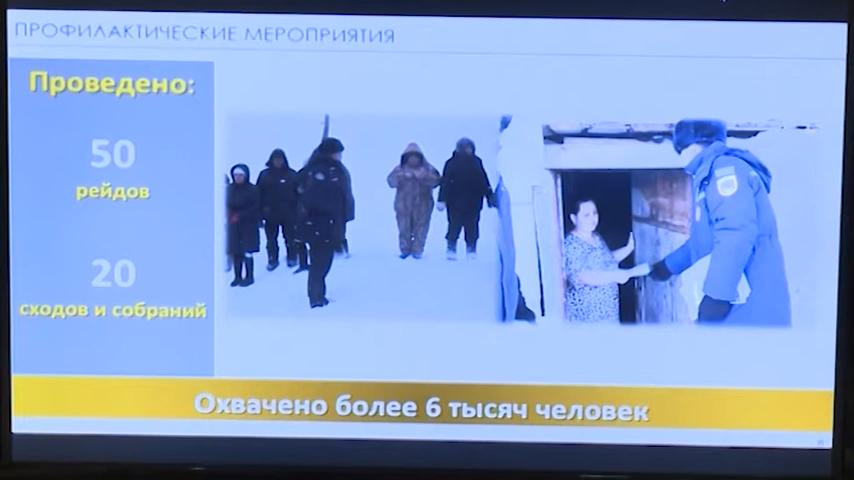 ПРОФИЛАКТИЧЕСКИЕ МЕРОПРИЯТИЯ
Проведено:
50
рейдов
20
сходов и собраний
Охвачено более 6 тысяч человек